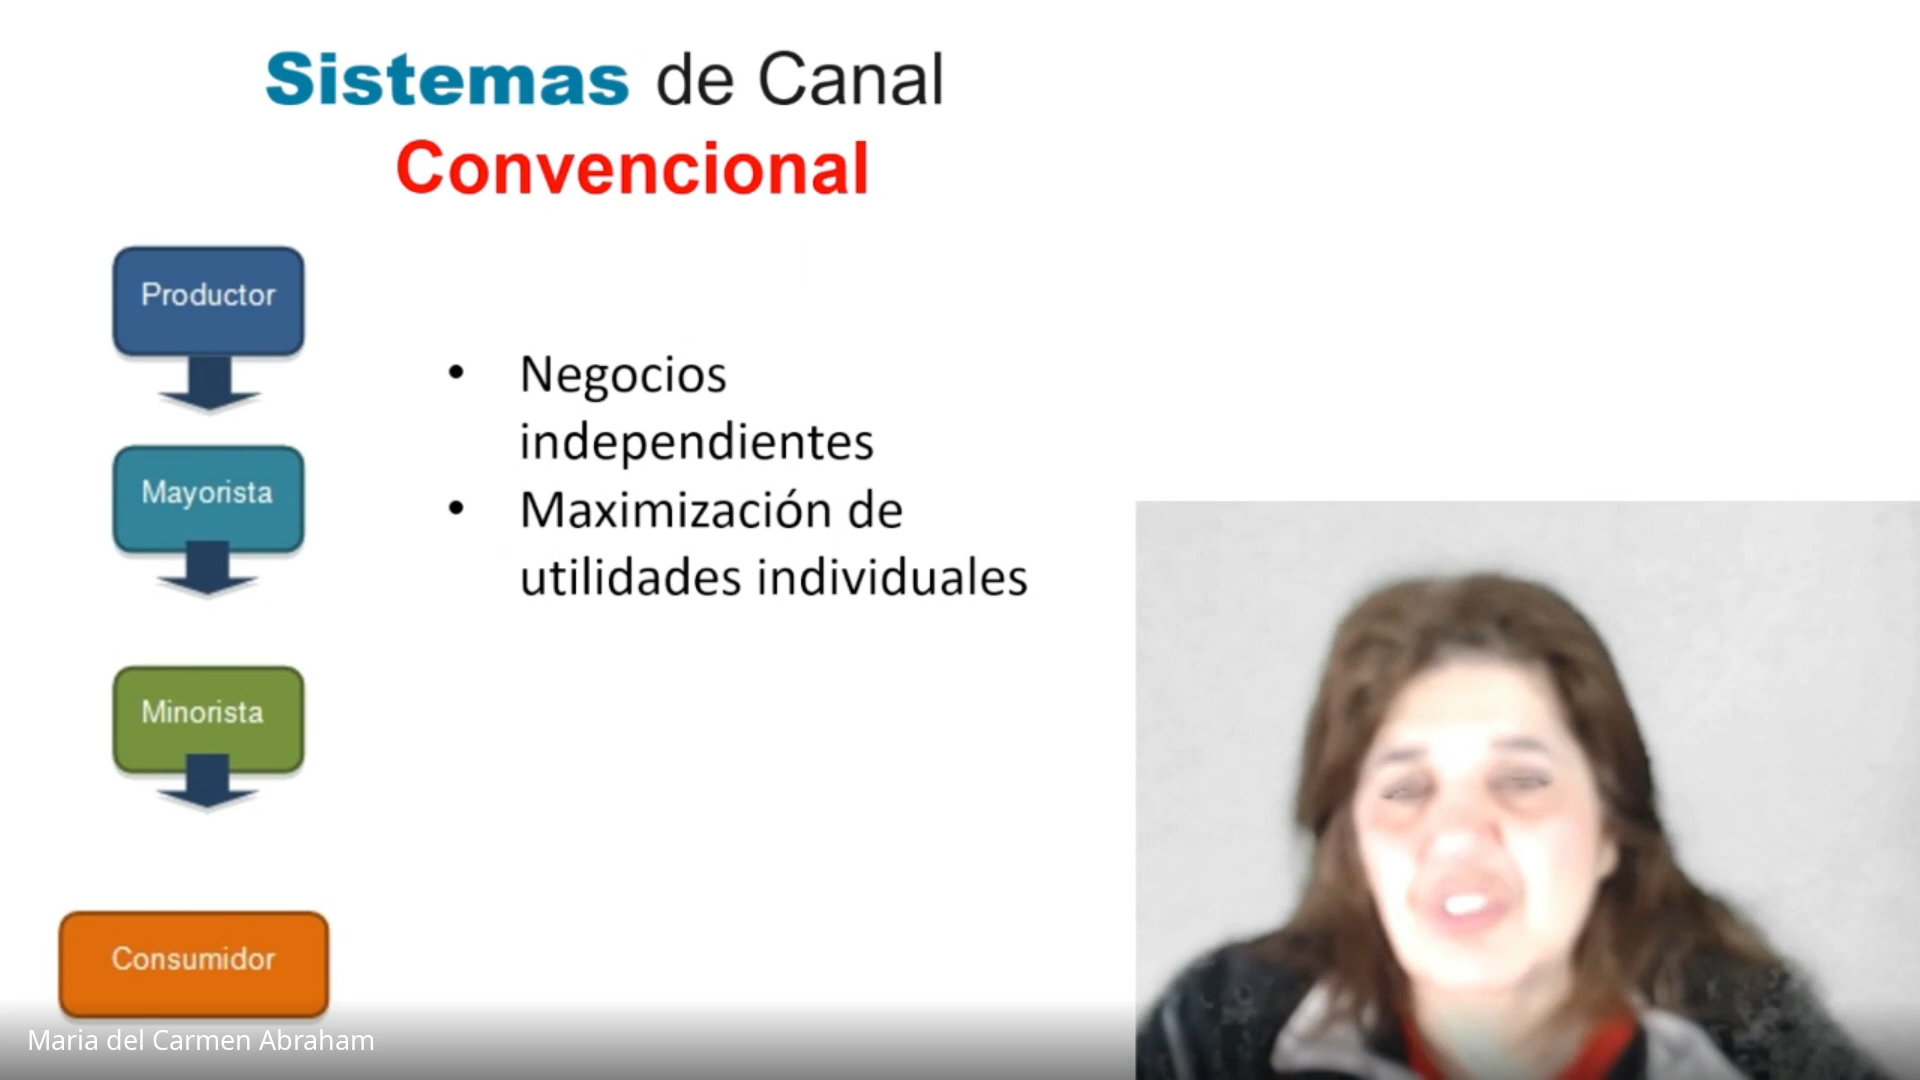 Sistemas de Canal
Convencional
Productor
Mayorista
Minorista
Consumidor
• Negocios
independientes
• Maximización de
utilidades individuales
Maria del Carmen Abraham